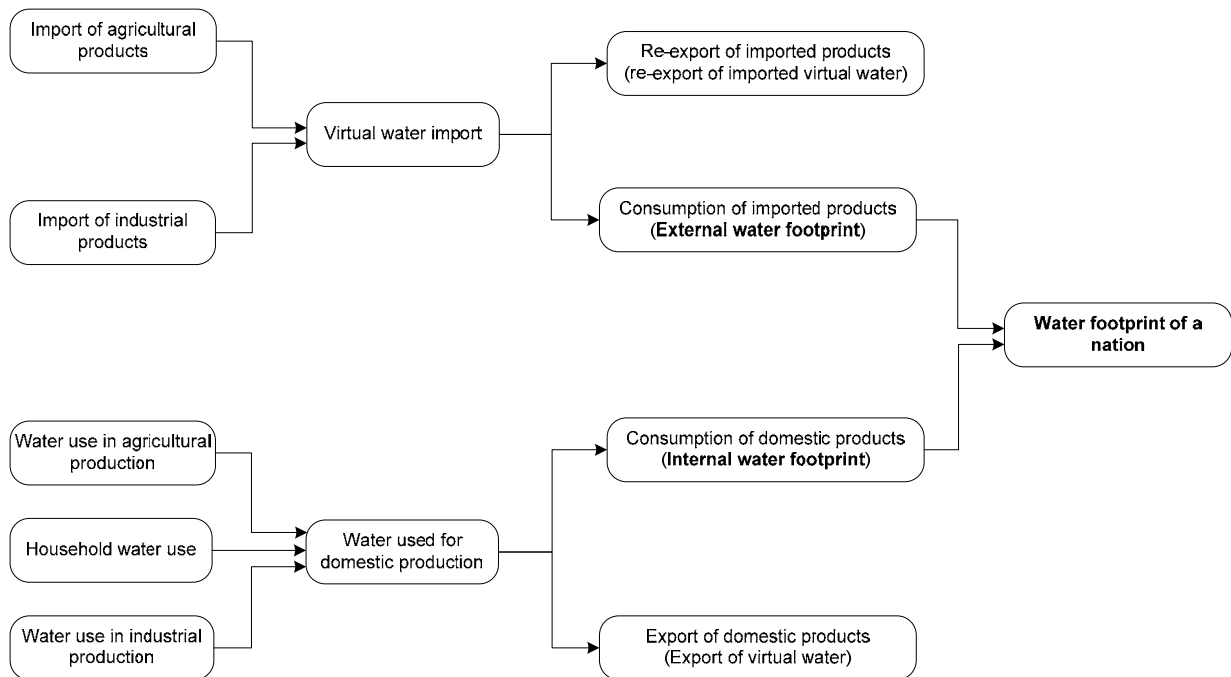 Import of agricultural
products
Import of industrial
products
Virtual water import
Re-export of imported products
(re-export of imported virtual water)
Consumption of imported products
(External water footprint)
Water footprint of a
nation
Water use in agricultural
production
Household water use
Water use in industrial
production
Water used for
domestic production
Consumption of domestic products
(Internal water footprint)
Export of domestic products
(Export of virtual water)